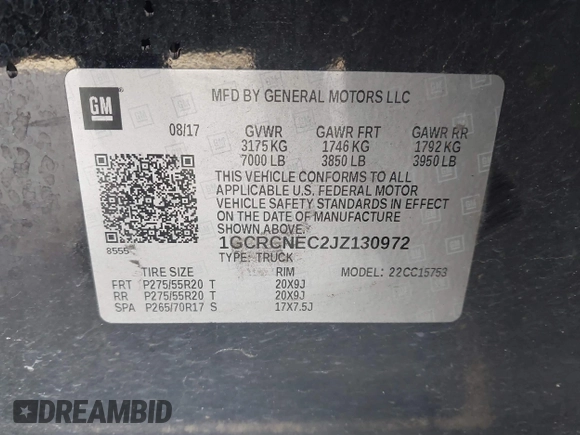 GM
MFD BY GENERAL MOTORS LLC
08/17 GVWR GAWR FRT GAWR RR
3175 KG 1746 KG 1792 KG
7000 LB 3850 LB 3950 LB
THIS VEHICLE CONFORMS TO ALL
APPLICABLE U.S. FEDERAL MOTOR
VEHICLE SAFETY STANDARDS IN EFFECT
ON THE DATE OF MANUFACTURE
SHOWN ABOVE.
8555 1GCRCNEC2JZ130972
TYPE: TRUCK
TIRE SIZE RIM MODEL: 22CC15753
FRT P275/55R20 T 20X9J
RR P275/55R20 T 20X9J
SPA P265/70R17 S 17X7.5J
DREAMBID